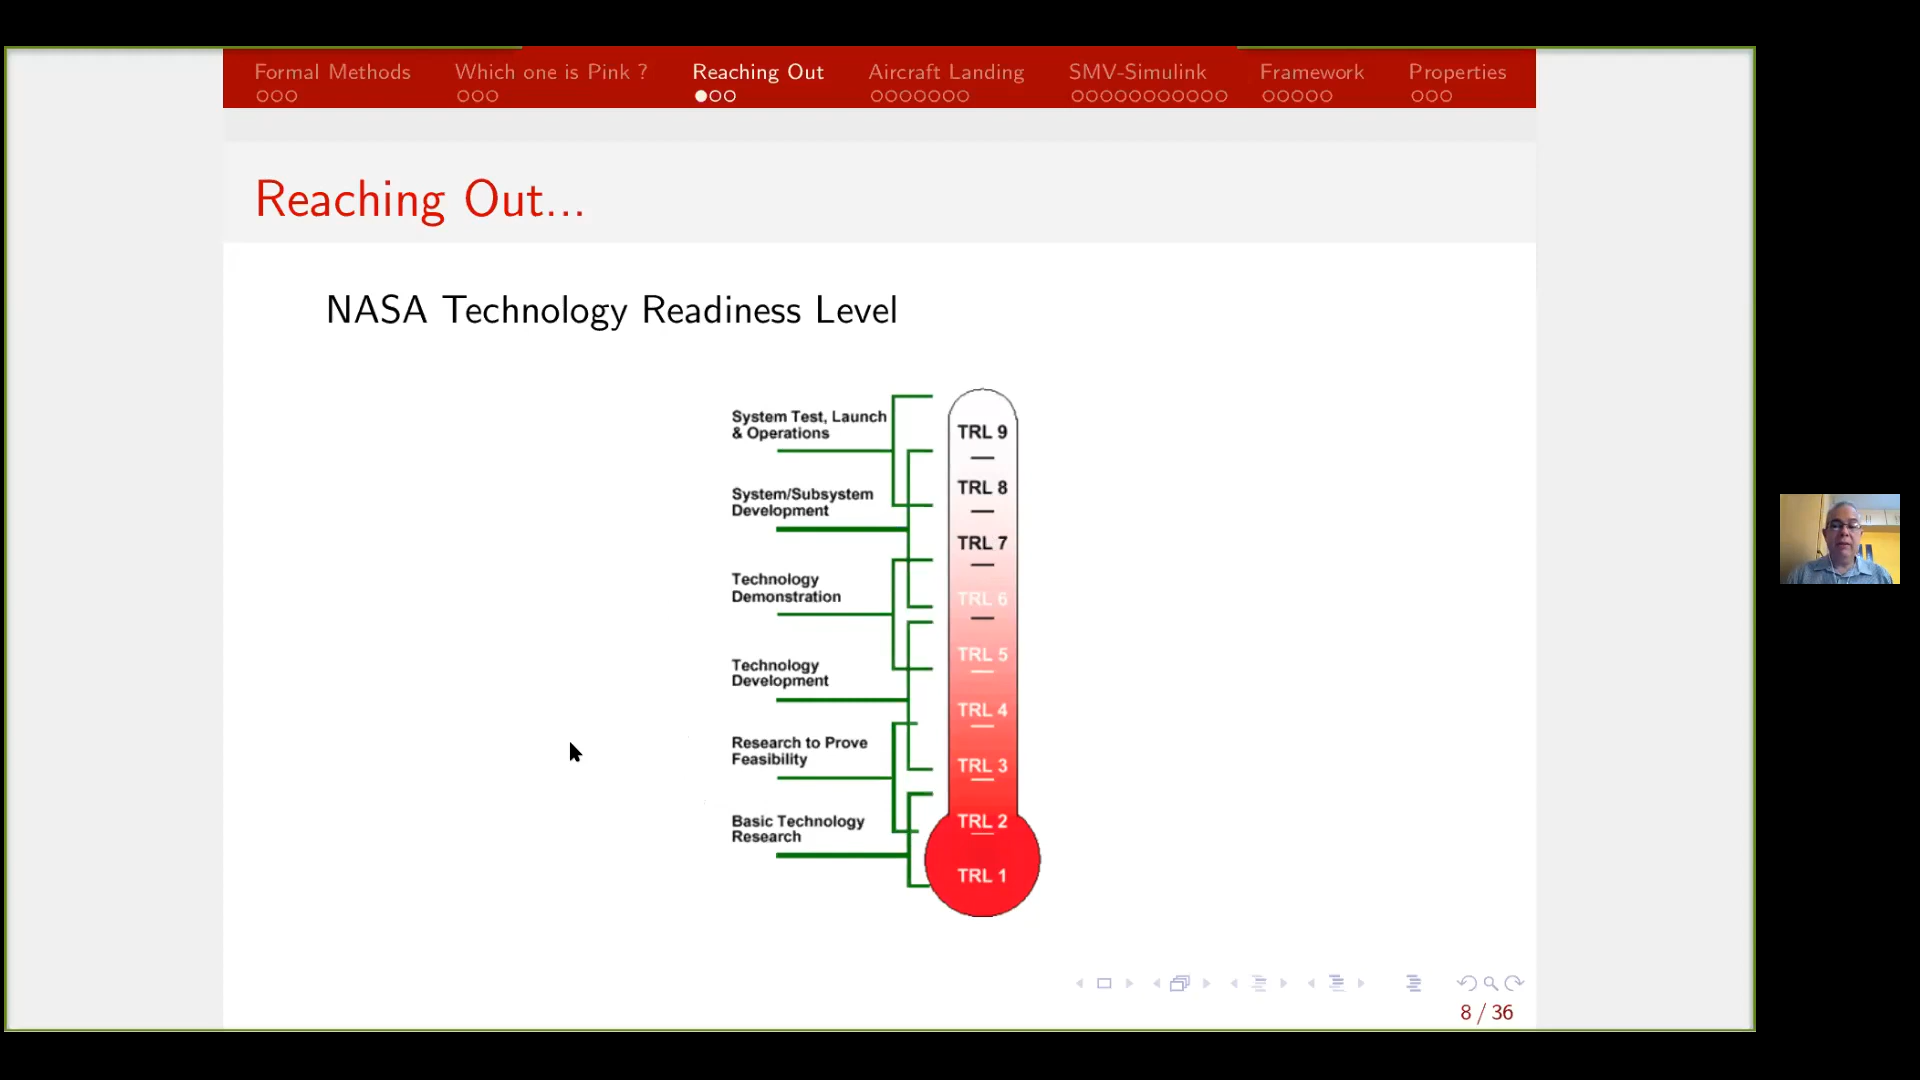 Formal Methods Which one is Pink ? Reaching Out Aircraft Landing SMV-Simulink Framework Properties
Reaching Out...
NASA Technology Readiness Level
System Test, Launch
& Operations
System/Subsystem
Development
Technology
Demonstration
Technology
Development
Research to Prove
Feasibility
Basic Technology
Research
TRL 9
TRL 8
TRL 7
TRL 6
TRL 5
TRL 4
TRL 3
TRL 2
TRL 1
8 / 36